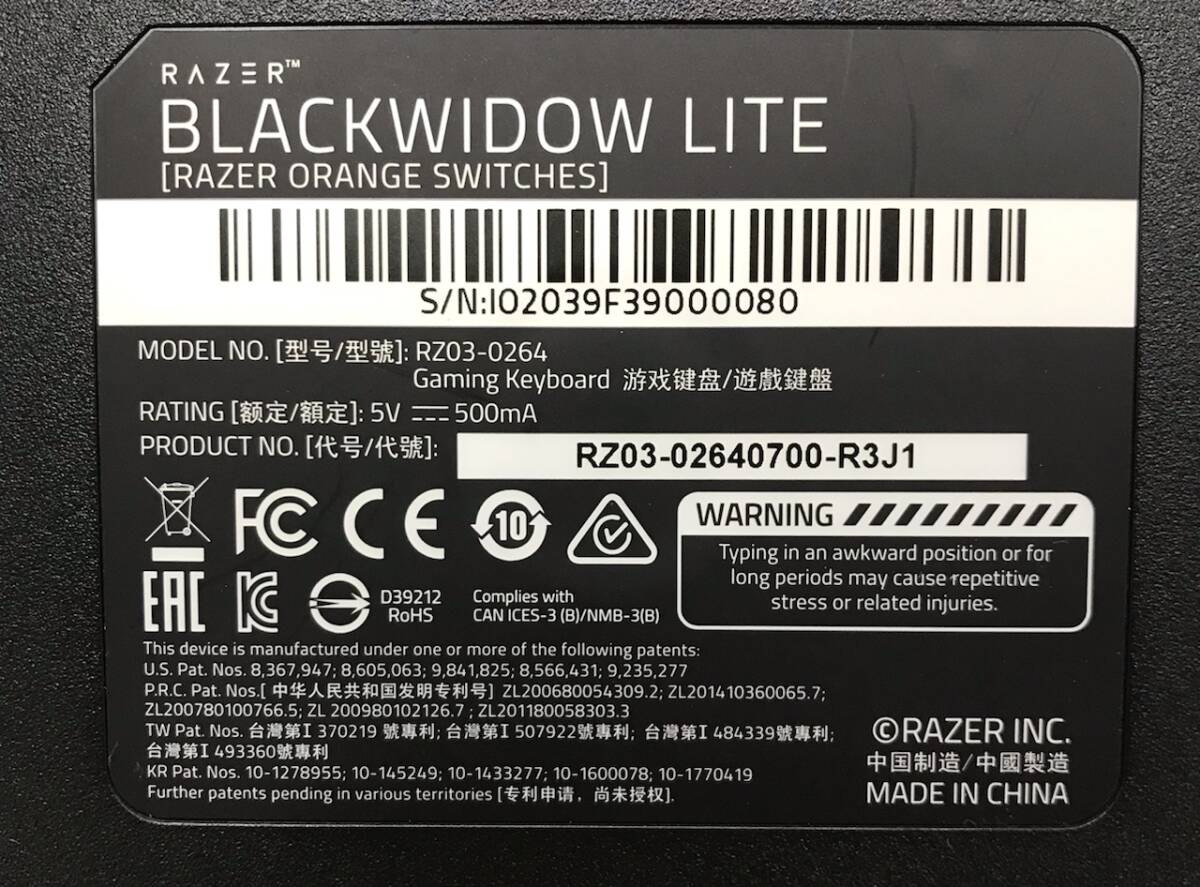 RAZER™
BLACKWIDOW LITE
[RAZER ORANGE SWITCHES]
S/N:IO2039F39000080
MODEL NO. [型号/型號]: RZ03-0264
Gaming Keyboard 游戏键盘/遊戲鍵盤
RATING [额定/額定]: 5V ⎓ 500mA
PRODUCT NO. [代号/代號]: RZ03-02640700-R3J1
FC CE 10
WARNING
Typing in an awkward position or for
long periods may cause repetitive
stress or related injuries.
EAC KC D39212
RoHS
Complies with
CAN ICES-3 (B)/NMB-3(B)
This device is manufactured under one or more of the following patents:
U.S. Pat. Nos. 8,367,947; 8,605,063; 9,841,825; 8,566,431; 9,235,277
P.R.C. Pat. Nos.[ 中华人民共和国发明专利号] ZL200680054309.2; ZL201410360065.7;
ZL200780100766.5; ZL 200980102126.7 ; ZL201180058303.3
TW Pat. Nos. 台灣第I 370219 號專利; 台灣第I 507922號專利; 台灣第I 484339號專利;
台灣第I 493360號專利
KR Pat. Nos. 10-1278955; 10-145249; 10-1433277; 10-1600078; 10-1770419
Further patents pending in various territories [专利申请，尚未授权].
©RAZER INC.
中国制造/中國製造
MADE IN CHINA